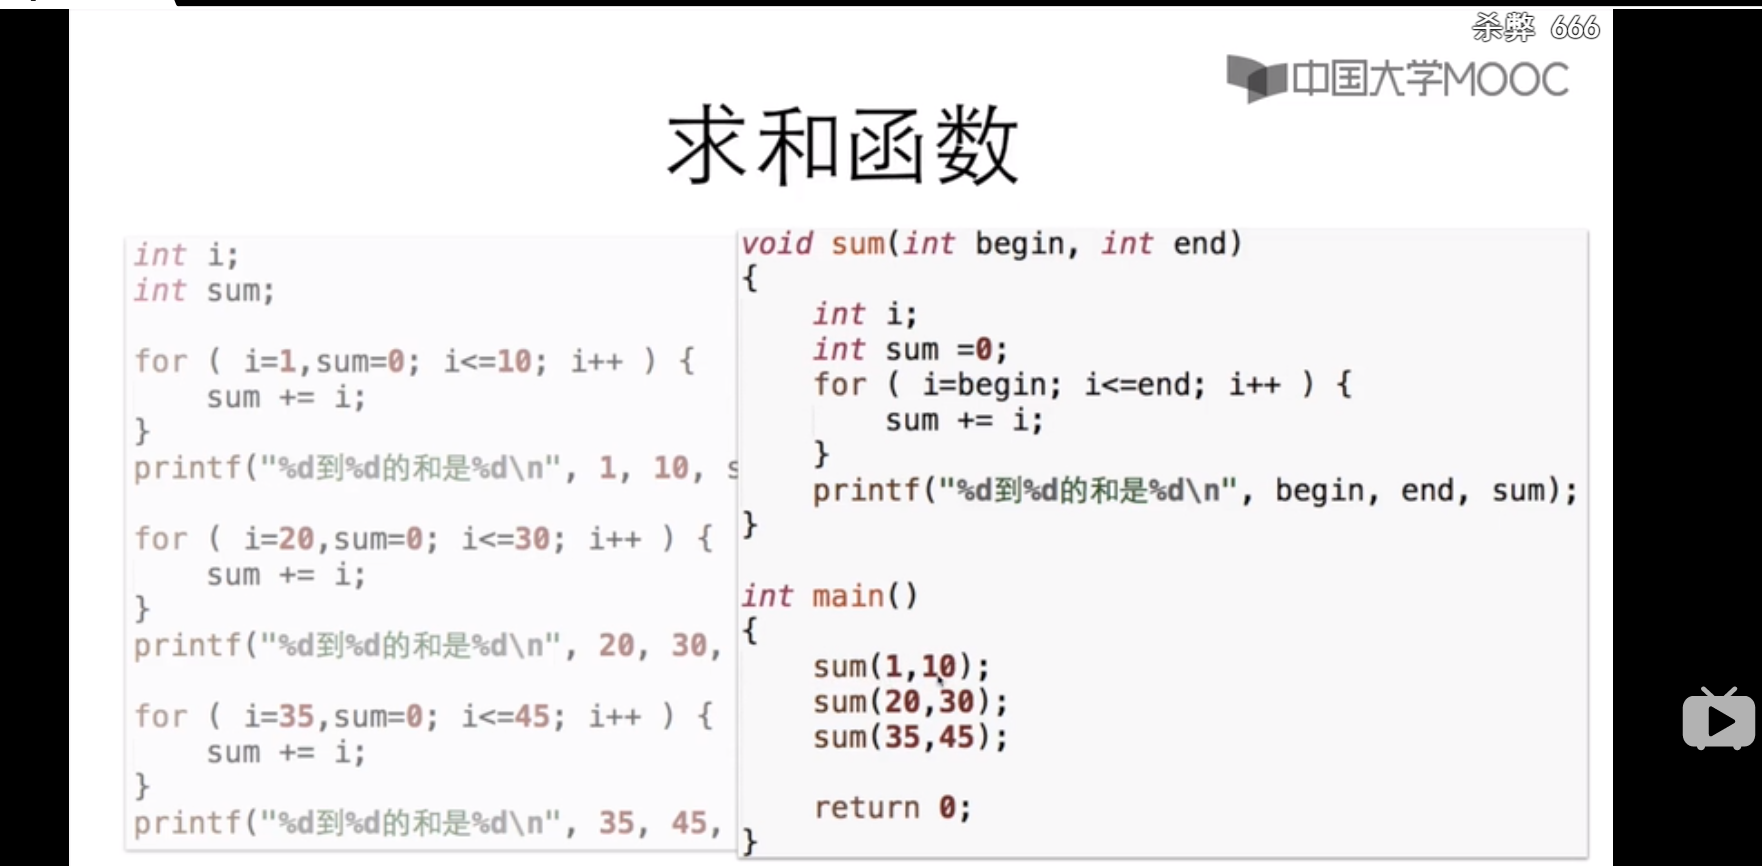 杀弊 666
中国大学MOOC
求和函数
int i;
int sum;
for ( i=1,sum=0; i<=10; i++ ) {
sum += i;
}
printf("%d到%d的和是%d\n", 1, 10, s
for ( i=20,sum=0; i<=30; i++ ) {
sum += i;
}
printf("%d到%d的和是%d\n", 20, 30,
for ( i=35,sum=0; i<=45; i++ ) {
sum += i;
}
printf("%d到%d的和是%d\n", 35, 45,
void sum(int begin, int end)
{
int i;
int sum =0;
for ( i=begin; i<=end; i++ ) {
sum += i;
}
printf("%d到%d的和是%d\n", begin, end, sum);
}
int main()
{
sum(1,10);
sum(20,30);
sum(35,45);
return 0;
}